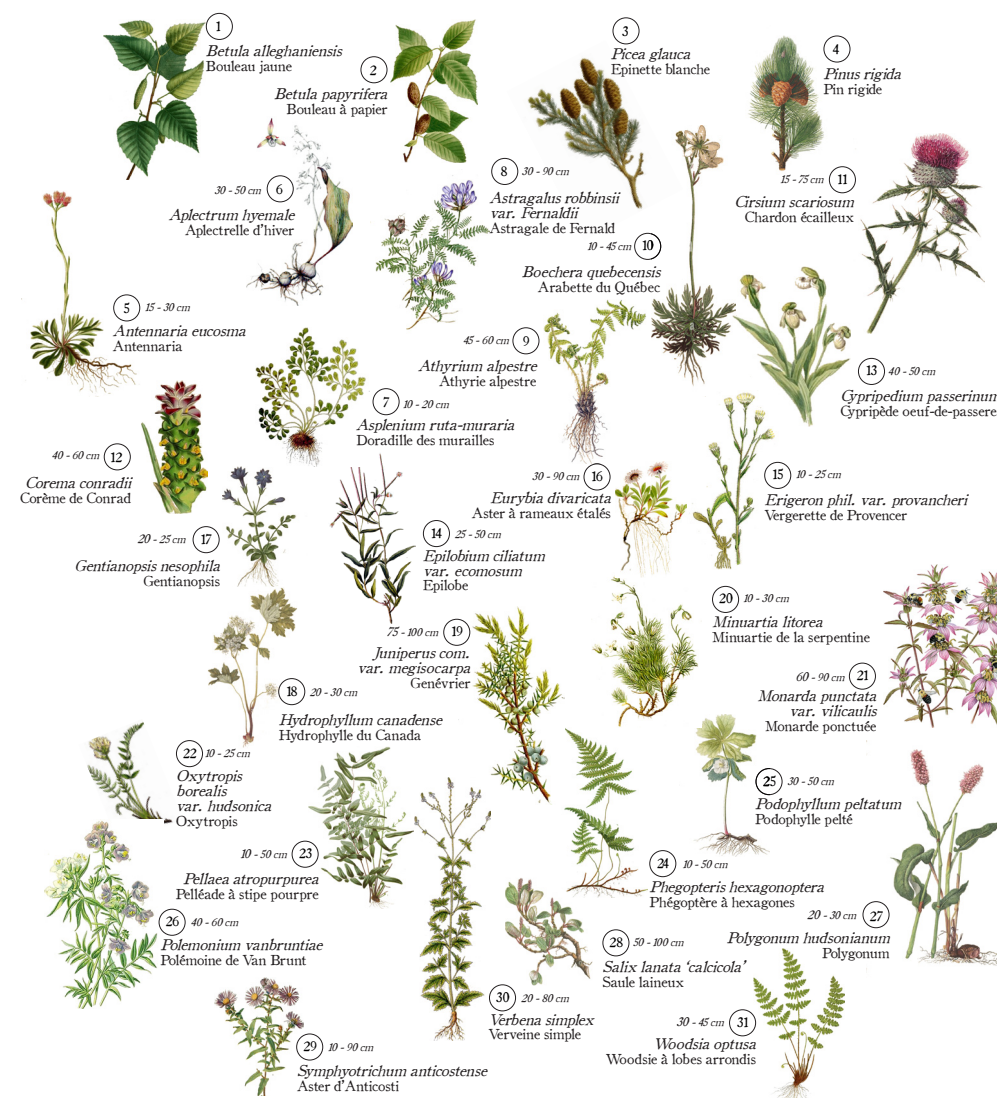 1
Betula alleghaniensis
Bouleau jaune
2
Betula papyrifera
Bouleau à papier
3
Picea glauca
Epinette blanche
4
Pinus rigida
Pin rigide
30 - 50 cm 6
Aplectrum hyemale
Aplectrelle d'hiver
8 30 - 90 cm
Astragalus robbinsii
var. Fernaldii
Astragale de Fernald
15 - 75 cm 11
Cirsium scariosum
Chardon écailleux
10 - 45 cm 10
Boechera quebecensis
Arabette du Québec
5 15 - 30 cm
Antennaria eucosma
Antennaria
45 - 60 cm 9
Athyrium alpestre
Athyrie alpestre
13 40 - 50 cm
Cypripedium passerinum
Cypripède oeuf-de-passere
7 10 - 20 cm
Asplenium ruta-muraria
Doradille des murailles
40 - 60 cm 12
Corema conradii
Corème de Conrad
30 - 90 cm 16
Eurybia divaricata
Aster à rameaux étalés
15 10 - 25 cm
Erigeron phil. var. provancheri
Vergerette de Provencer
20 - 25 cm 17
Gentianopsis nesophila
Gentianopsis
14 25 - 50 cm
Epilobium ciliatum
var. ecomosum
Epilobe
20 10 - 30 cm
Minuartia litorea
Minuartie de la serpentine
75 - 100 cm 19
Juniperus com.
var. megisocarpa
Genévrier
60 - 90 cm 21
Monarda punctata
var. vilicaulis
Monarde ponctuée
18 20 - 30 cm
Hydrophyllum canadense
Hydrophylle du Canada
22 10 - 25 cm
Oxytropis
borealis
var. hudsonica
Oxytropis
25 30 - 50 cm
Podophyllum peltatum
Podophylle pelté
10 - 50 cm 23
Pellaea atropurpurea
Pelléade à stipe pourpre
24 10 - 50 cm
Phegopteris hexagonoptera
Phégoptère à hexagones
26 40 - 60 cm
Polemonium vanbruntiae
Polémoine de Van Brunt
20 - 30 cm 27
Polygonum hudsonianum
Polygonum
28 50 - 100 cm
Salix lanata ‘calcicola’
Saule laineux
30 20 - 80 cm
Verbena simplex
Verveine simple
30 - 45 cm 31
Woodsia optusa
Woodsie à lobes arrondis
29 10 - 90 cm
Symphyotrichum anticostense
Aster d'Anticosti